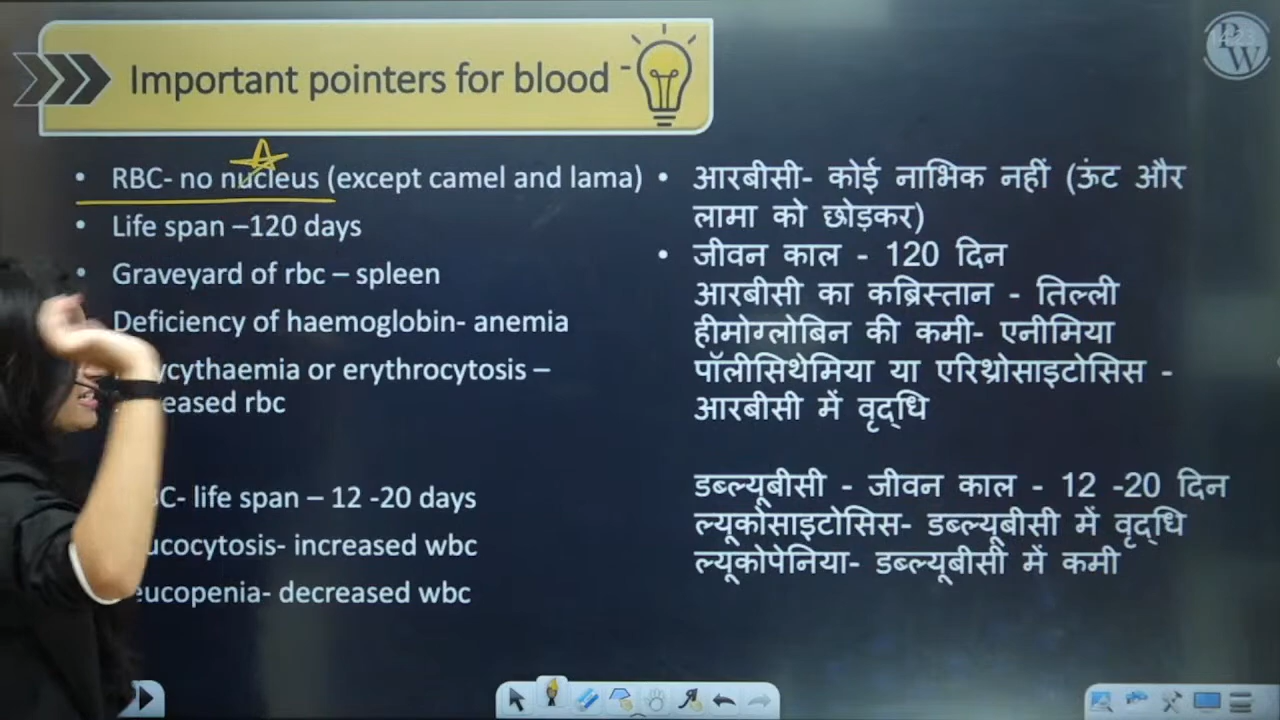 Important pointers for blood -
PW
RBC- no nucleus (except camel and lama)
Life span –120 days
Graveyard of rbc – spleen
Deficiency of haemoglobin- anemia
or erythrocytosis –
rbc
life span – 12 -20 days
increased wbc
decreased wbc
आरबीसी- कोई नाभिक नहीं (ऊंट और
लामा को छोड़कर)
जीवन काल - 120 दिन
आरबीसी का कब्रिस्तान - तिल्ली
हीमोग्लोबिन की कमी- एनीमिया
पॉलीसिथेमिया या एरिथ्रोसाइटोसिस -
आरबीसी में वृद्धि
डब्ल्यूबीसी - जीवन काल - 12 -20 दिन
ल्यूकोसाइटोसिस- डब्ल्यूबीसी में वृद्धि
ल्यूकोपेनिया- डब्ल्यूबीसी में कमी